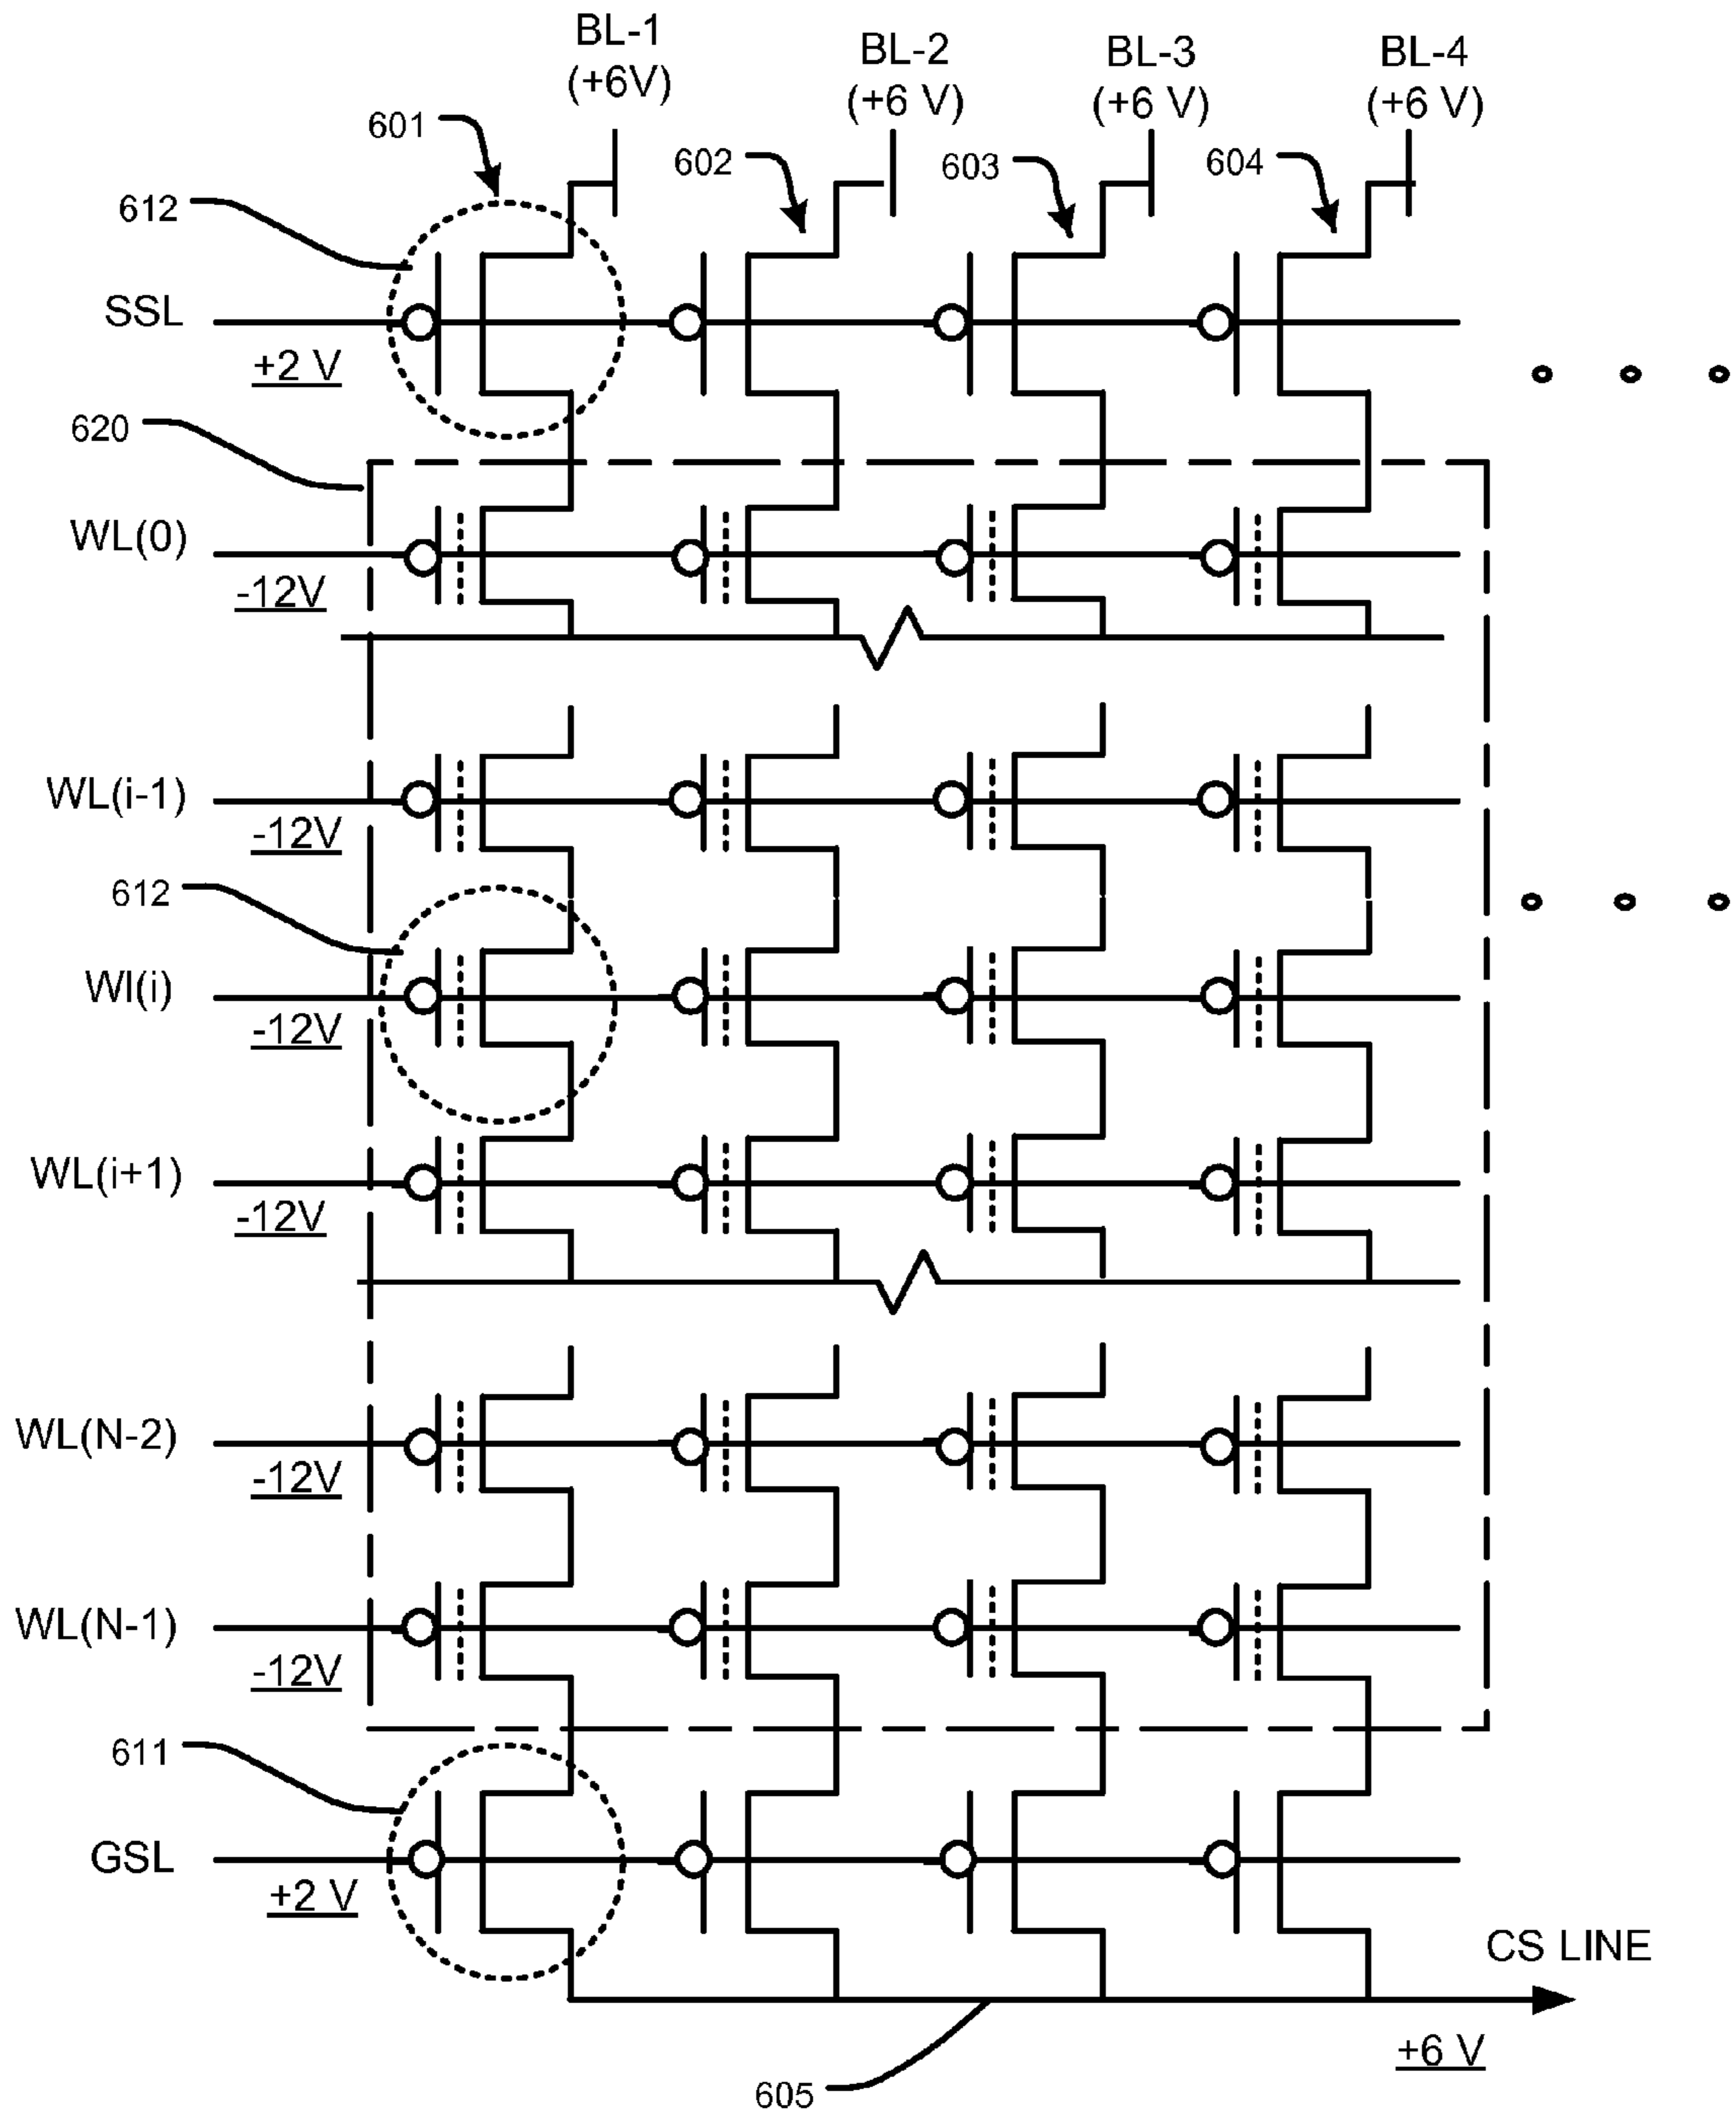 BL-1
(+6V)
BL-2
(+6 V)
BL-3
(+6 V)
BL-4
(+6 V)
601
602
603
604
612
SSL
+2 V
620
WL(0)
-12V
WL(i-1)
-12V
612
Wl(i)
-12V
WL(i+1)
-12V
WL(N-2)
-12V
WL(N-1)
-12V
611
GSL
+2 V
CS LINE
+6 V
605